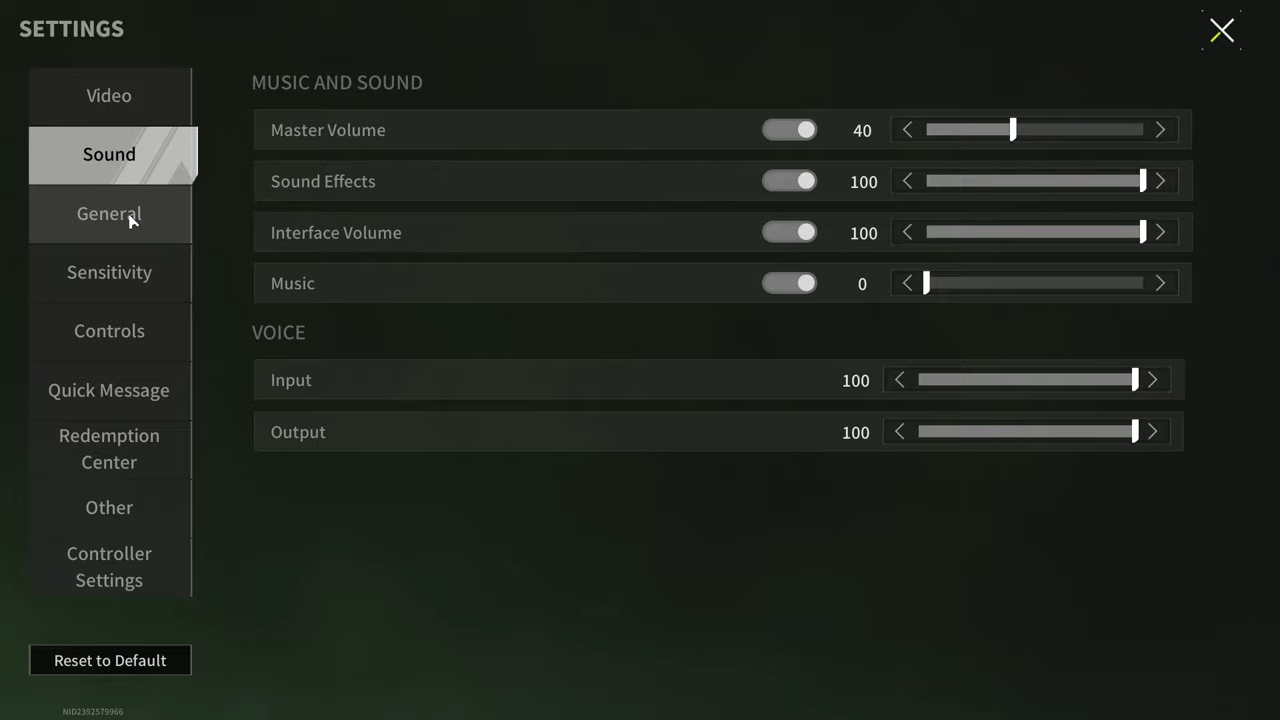 SETTINGS
Video
Sound
General
Sensitivity
Controls
Quick Message
Redemption
Center
Other
Controller
Settings
Reset to Default
NID2392579966
MUSIC AND SOUND
Master Volume 40
Sound Effects 100
Interface Volume 100
Music 0
VOICE
Input 100
Output 100